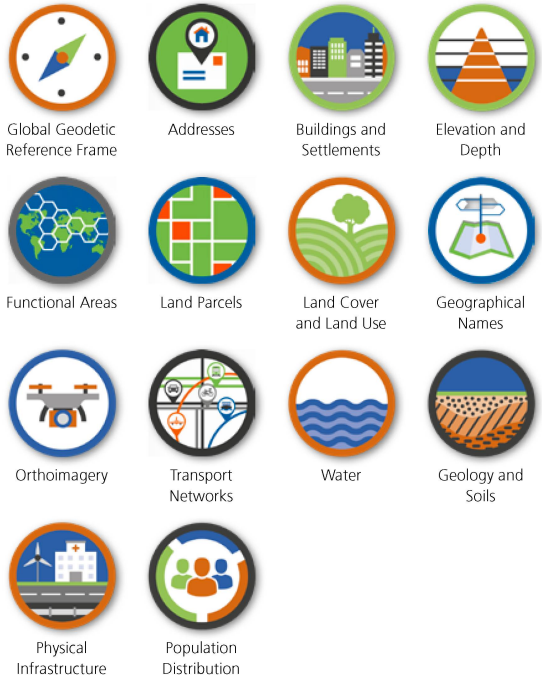 Global Geodetic
Reference Frame
Addresses
Buildings and
Settlements
Elevation and
Depth
Functional Areas
Land Parcels
Land Cover
and Land Use
Geographical
Names
Orthoimagery
Transport
Networks
Water
Geology and
Soils
Physical
Infrastructure
Population
Distribution